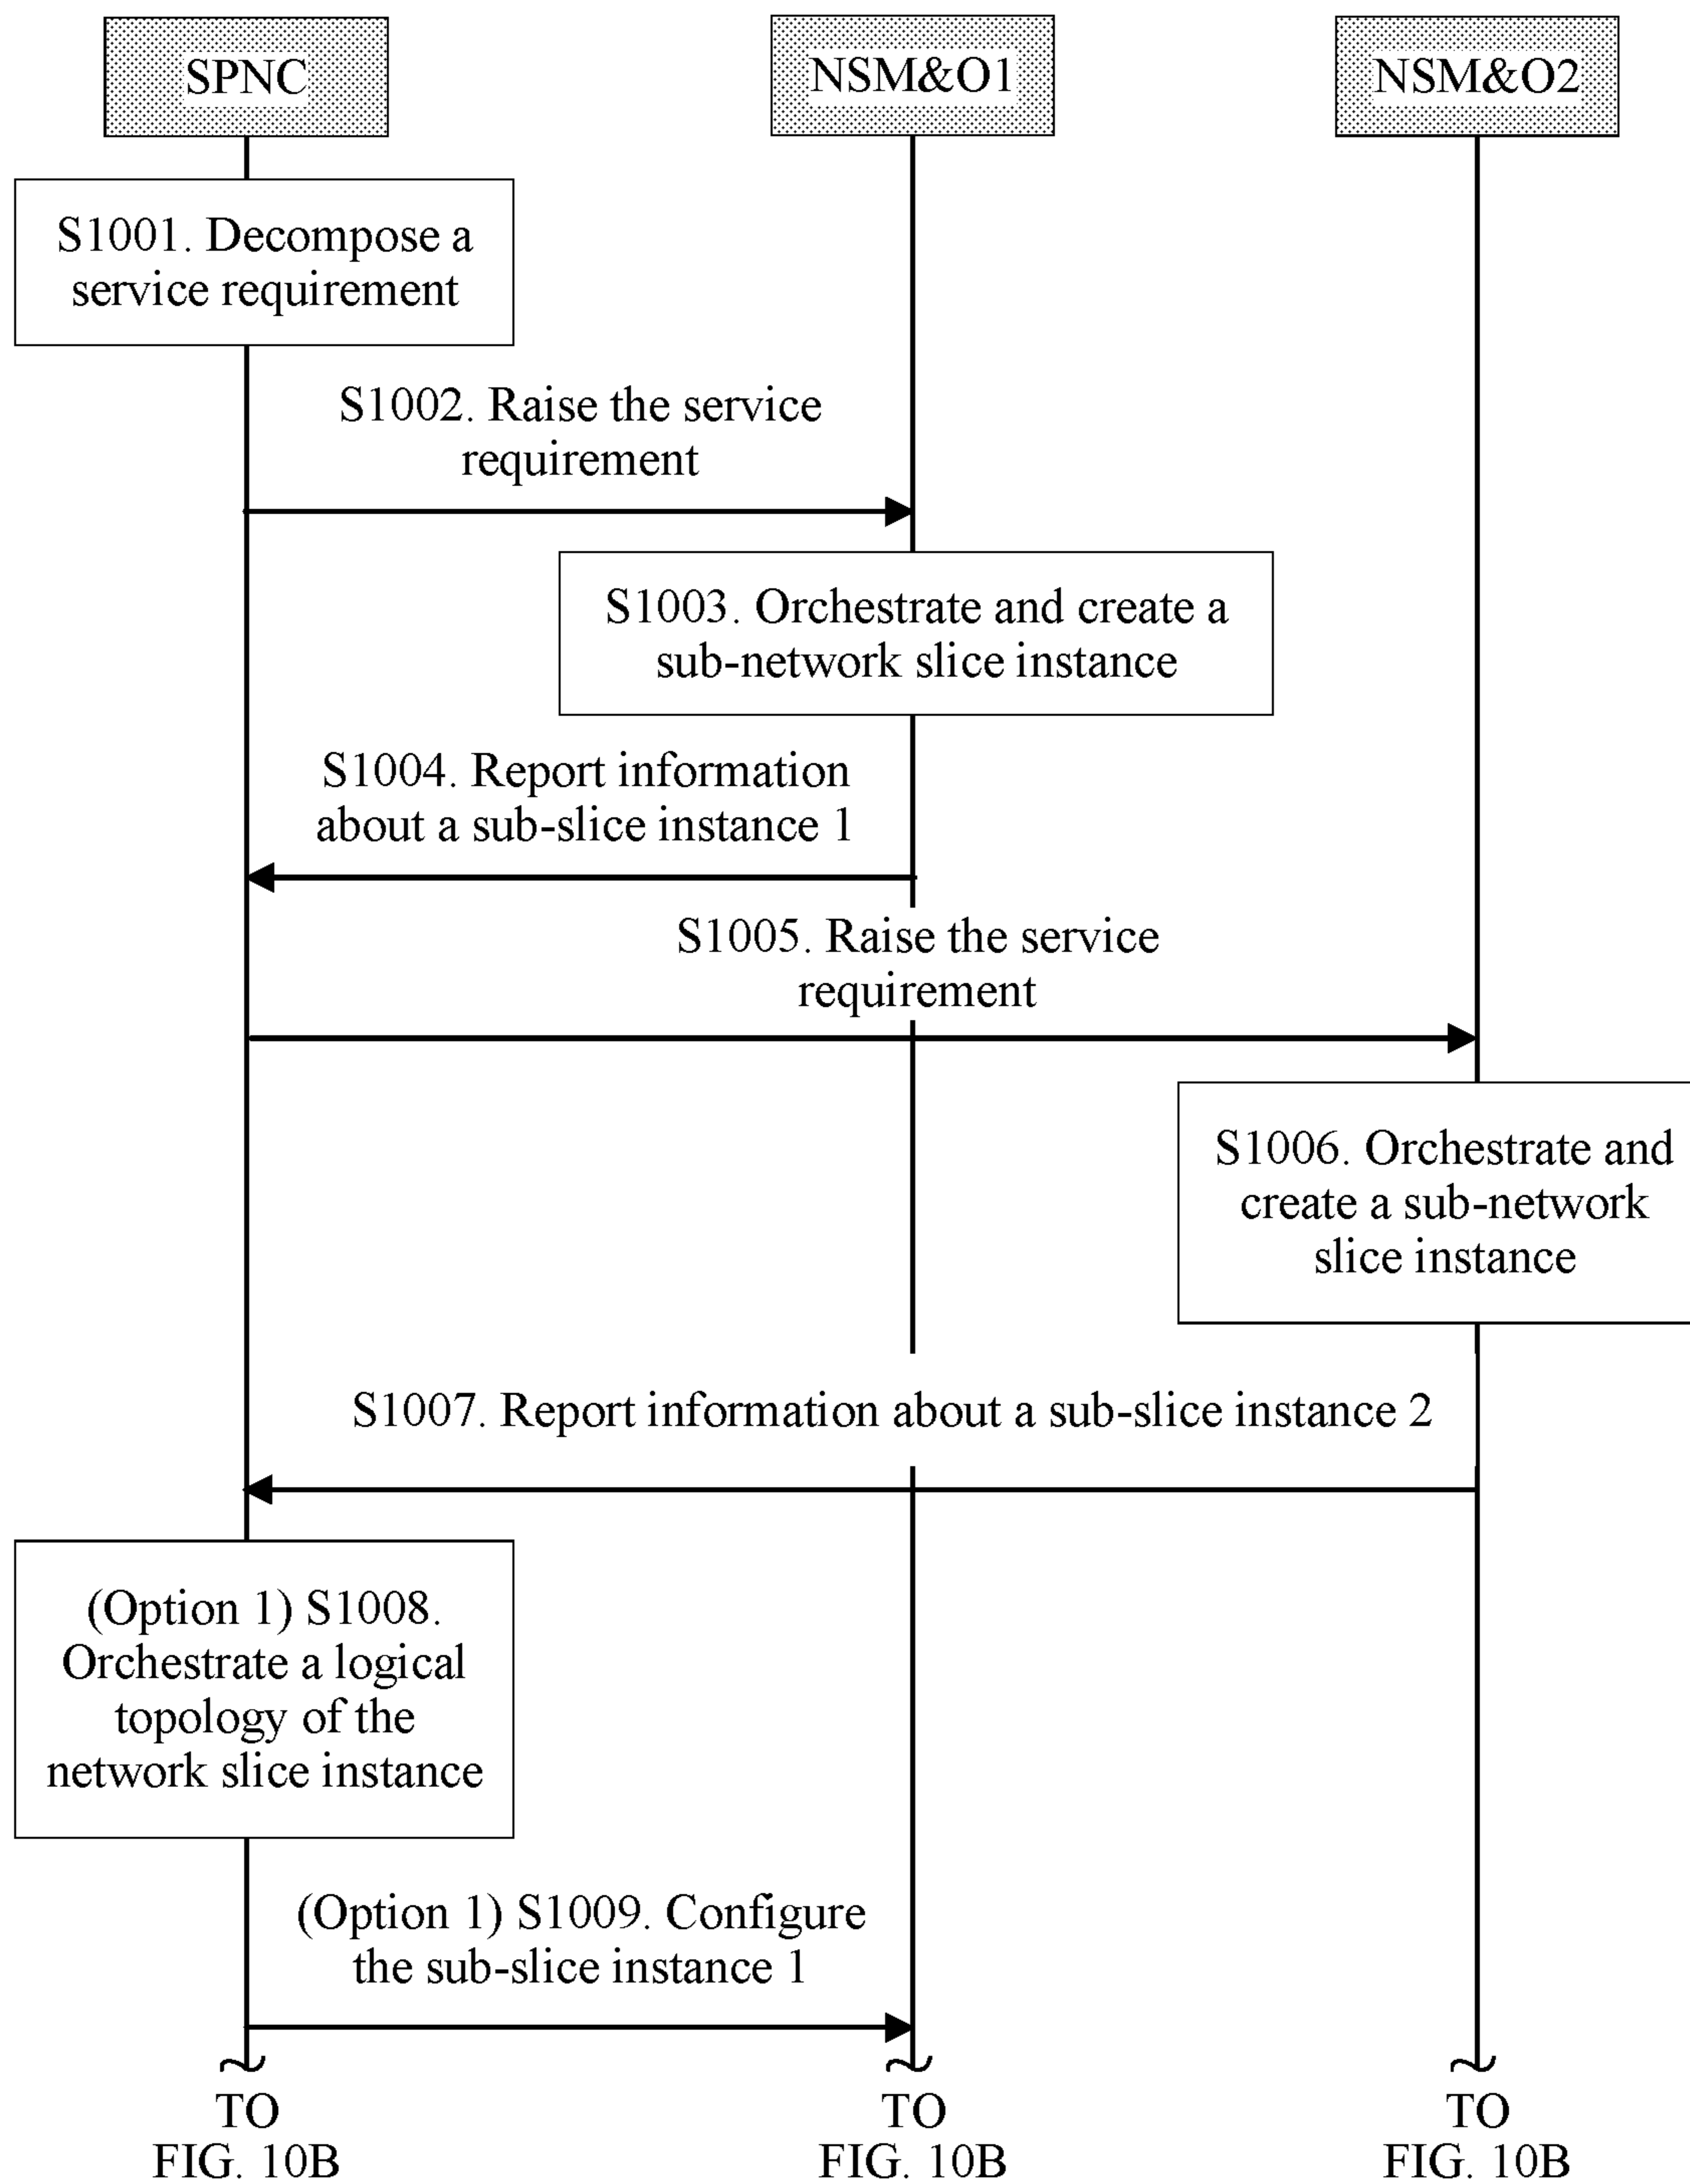 SPNC
NSM&O1
NSM&O2
S1001. Decompose a
service requirement
S1002. Raise the service
requirement
S1003. Orchestrate and create a
sub-network slice instance
S1004. Report information
about a sub-slice instance 1
S1005. Raise the service
requirement
S1006. Orchestrate and
create a sub-network
slice instance
S1007. Report information about a sub-slice instance 2
(Option 1) S1008.
Orchestrate a logical
topology of the
network slice instance
(Option 1) S1009. Configure
the sub-slice instance 1
TO
FIG. 10B
TO
FIG. 10B
TO
FIG. 10B